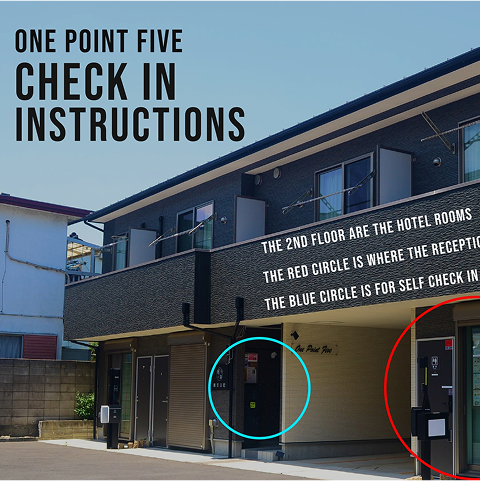 ONE POINT FIVE
CHECK IN
INSTRUCTIONS
THE 2ND FLOOR ARE THE HOTEL ROOMS
THE RED CIRCLE IS WHERE THE RECEPTIO
THE BLUE CIRCLE IS FOR SELF CHECK IN
One Point Five